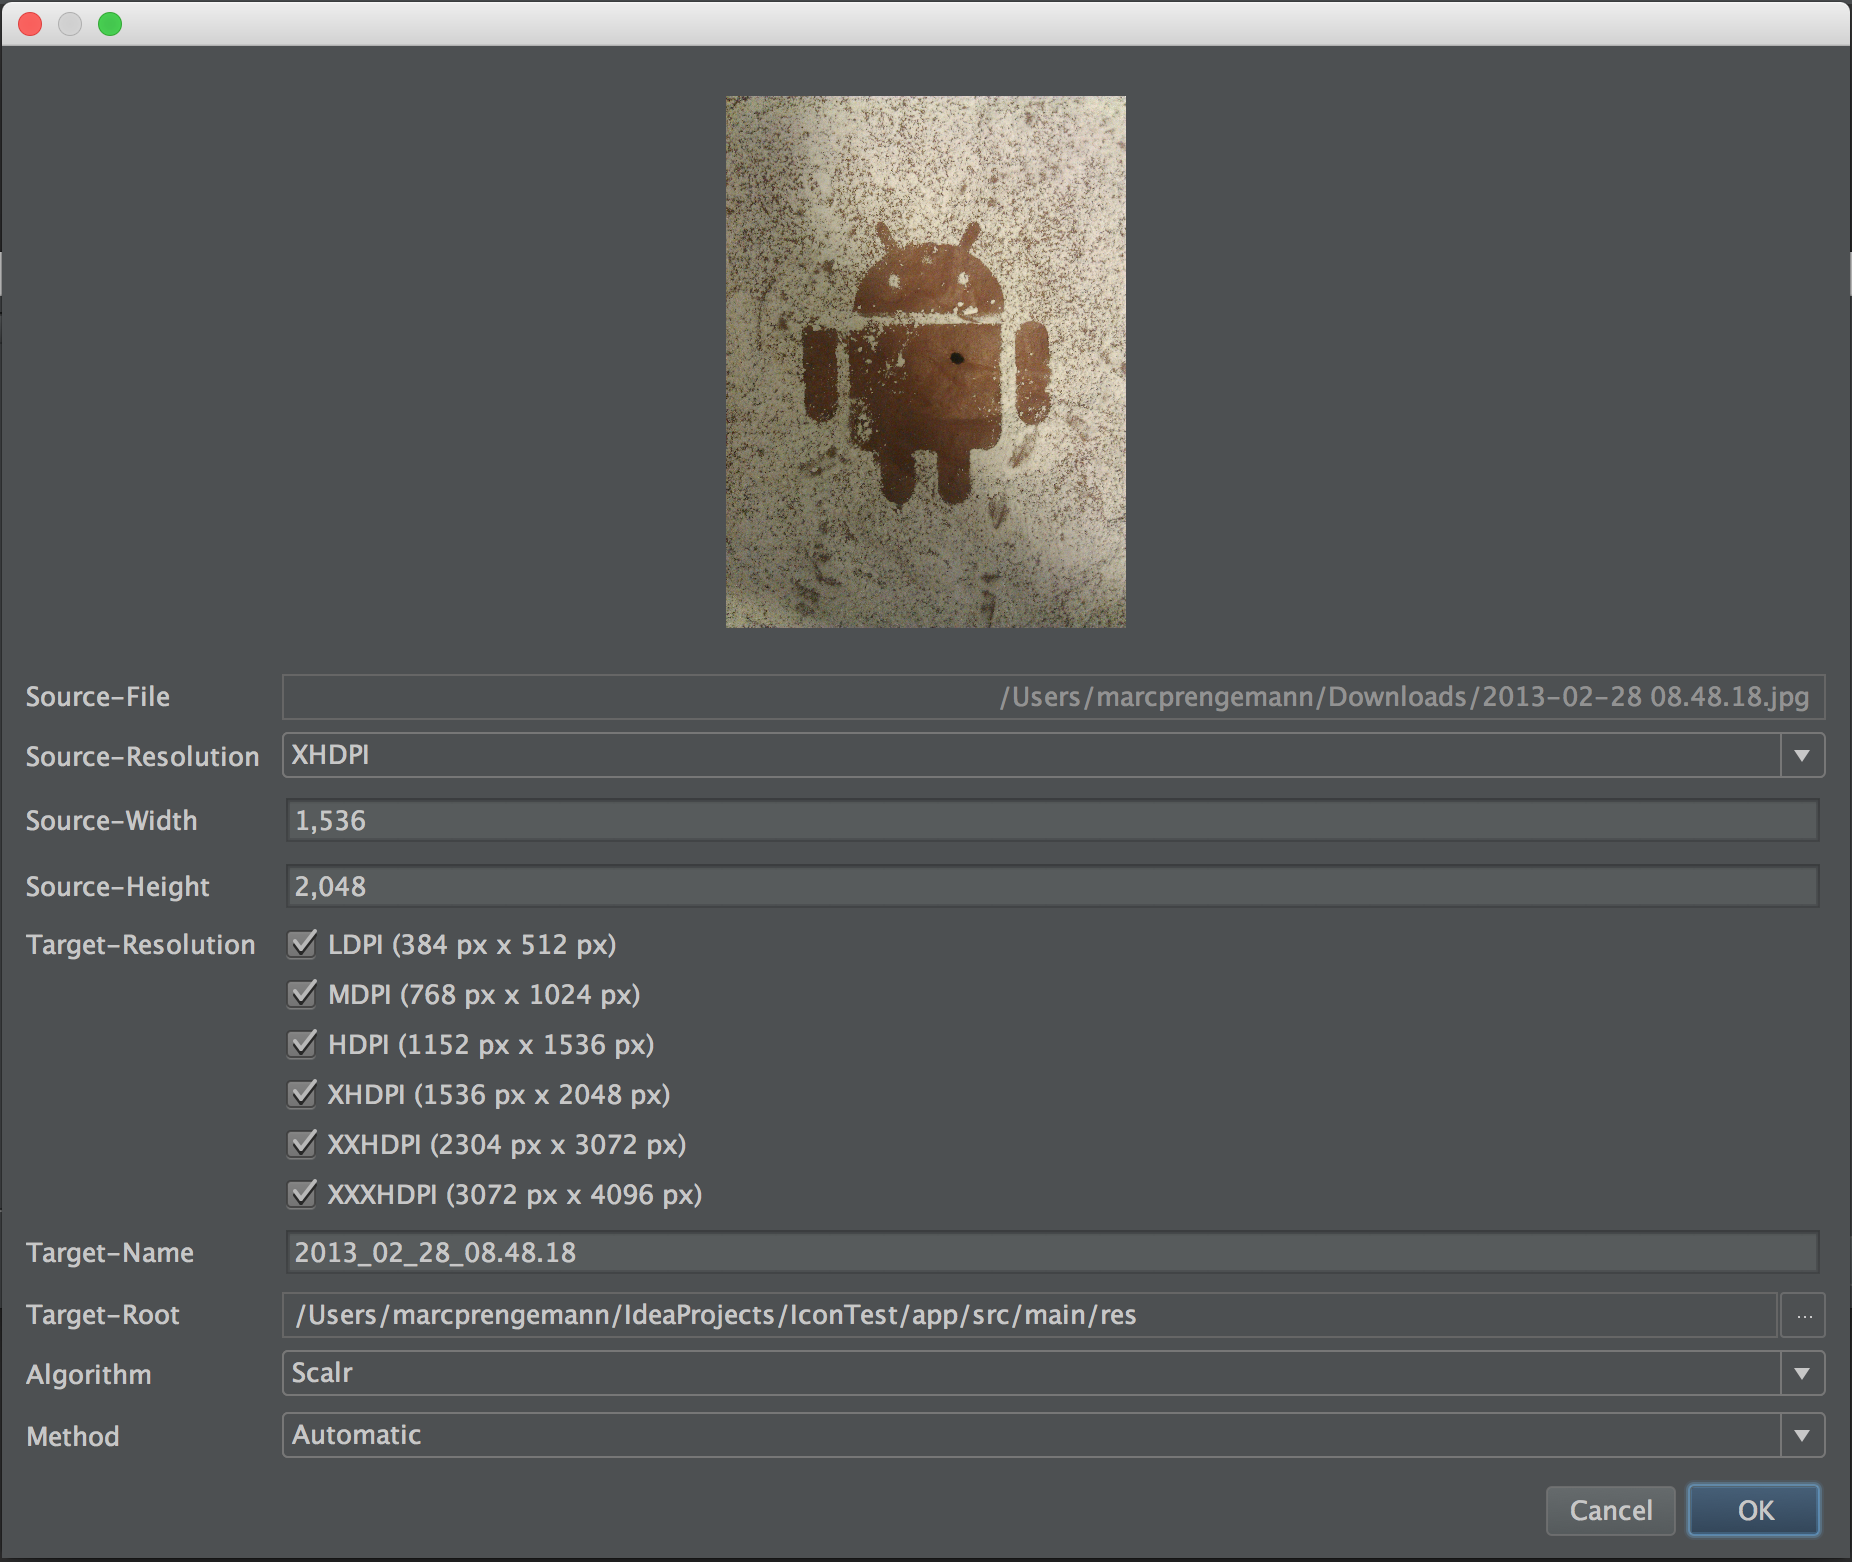 Source-File /Users/marcprengemann/Downloads/2013-02-28 08.48.18.jpg
Source-Resolution XHDPI
Source-Width 1,536
Source-Height 2,048
Target-Resolution LDPI (384 px x 512 px)
MDPI (768 px x 1024 px)
HDPI (1152 px x 1536 px)
XHDPI (1536 px x 2048 px)
XXHDPI (2304 px x 3072 px)
XXXHDPI (3072 px x 4096 px)
Target-Name 2013_02_28_08.48.18
Target-Root /Users/marcprengemann/IdeaProjects/IconTest/app/src/main/res ...
Algorithm Scalr
Method Automatic
Cancel OK